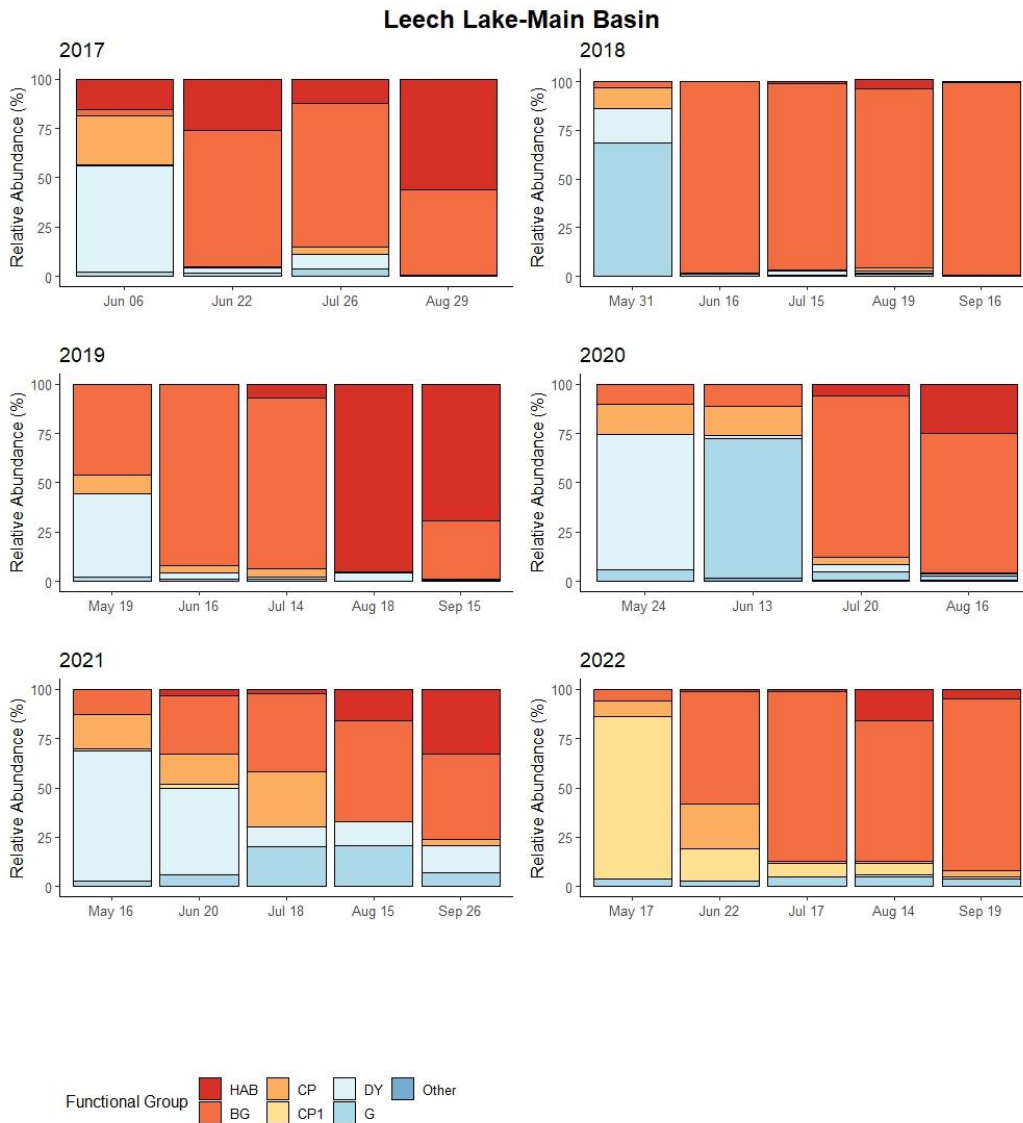 Leech Lake-Main Basin
2017
2018
Relative Abundance (%)
100
75
50
25
0
Jun 06 Jun 22 Jul 26 Aug 29
Relative Abundance (%)
100
75
50
25
0
May 31 Jun 16 Jul 15 Aug 19 Sep 16
2019
2020
Relative Abundance (%)
100
75
50
25
0
May 19 Jun 16 Jul 14 Aug 18 Sep 15
Relative Abundance (%)
100
75
50
25
0
May 24 Jun 13 Jul 20 Aug 16
2021
2022
Relative Abundance (%)
100
75
50
25
0
May 16 Jun 20 Jul 18 Aug 15 Sep 26
Relative Abundance (%)
100
75
50
25
0
May 17 Jun 22 Jul 17 Aug 14 Sep 19
Functional Group
HAB CP DY Other
BG CP1 G